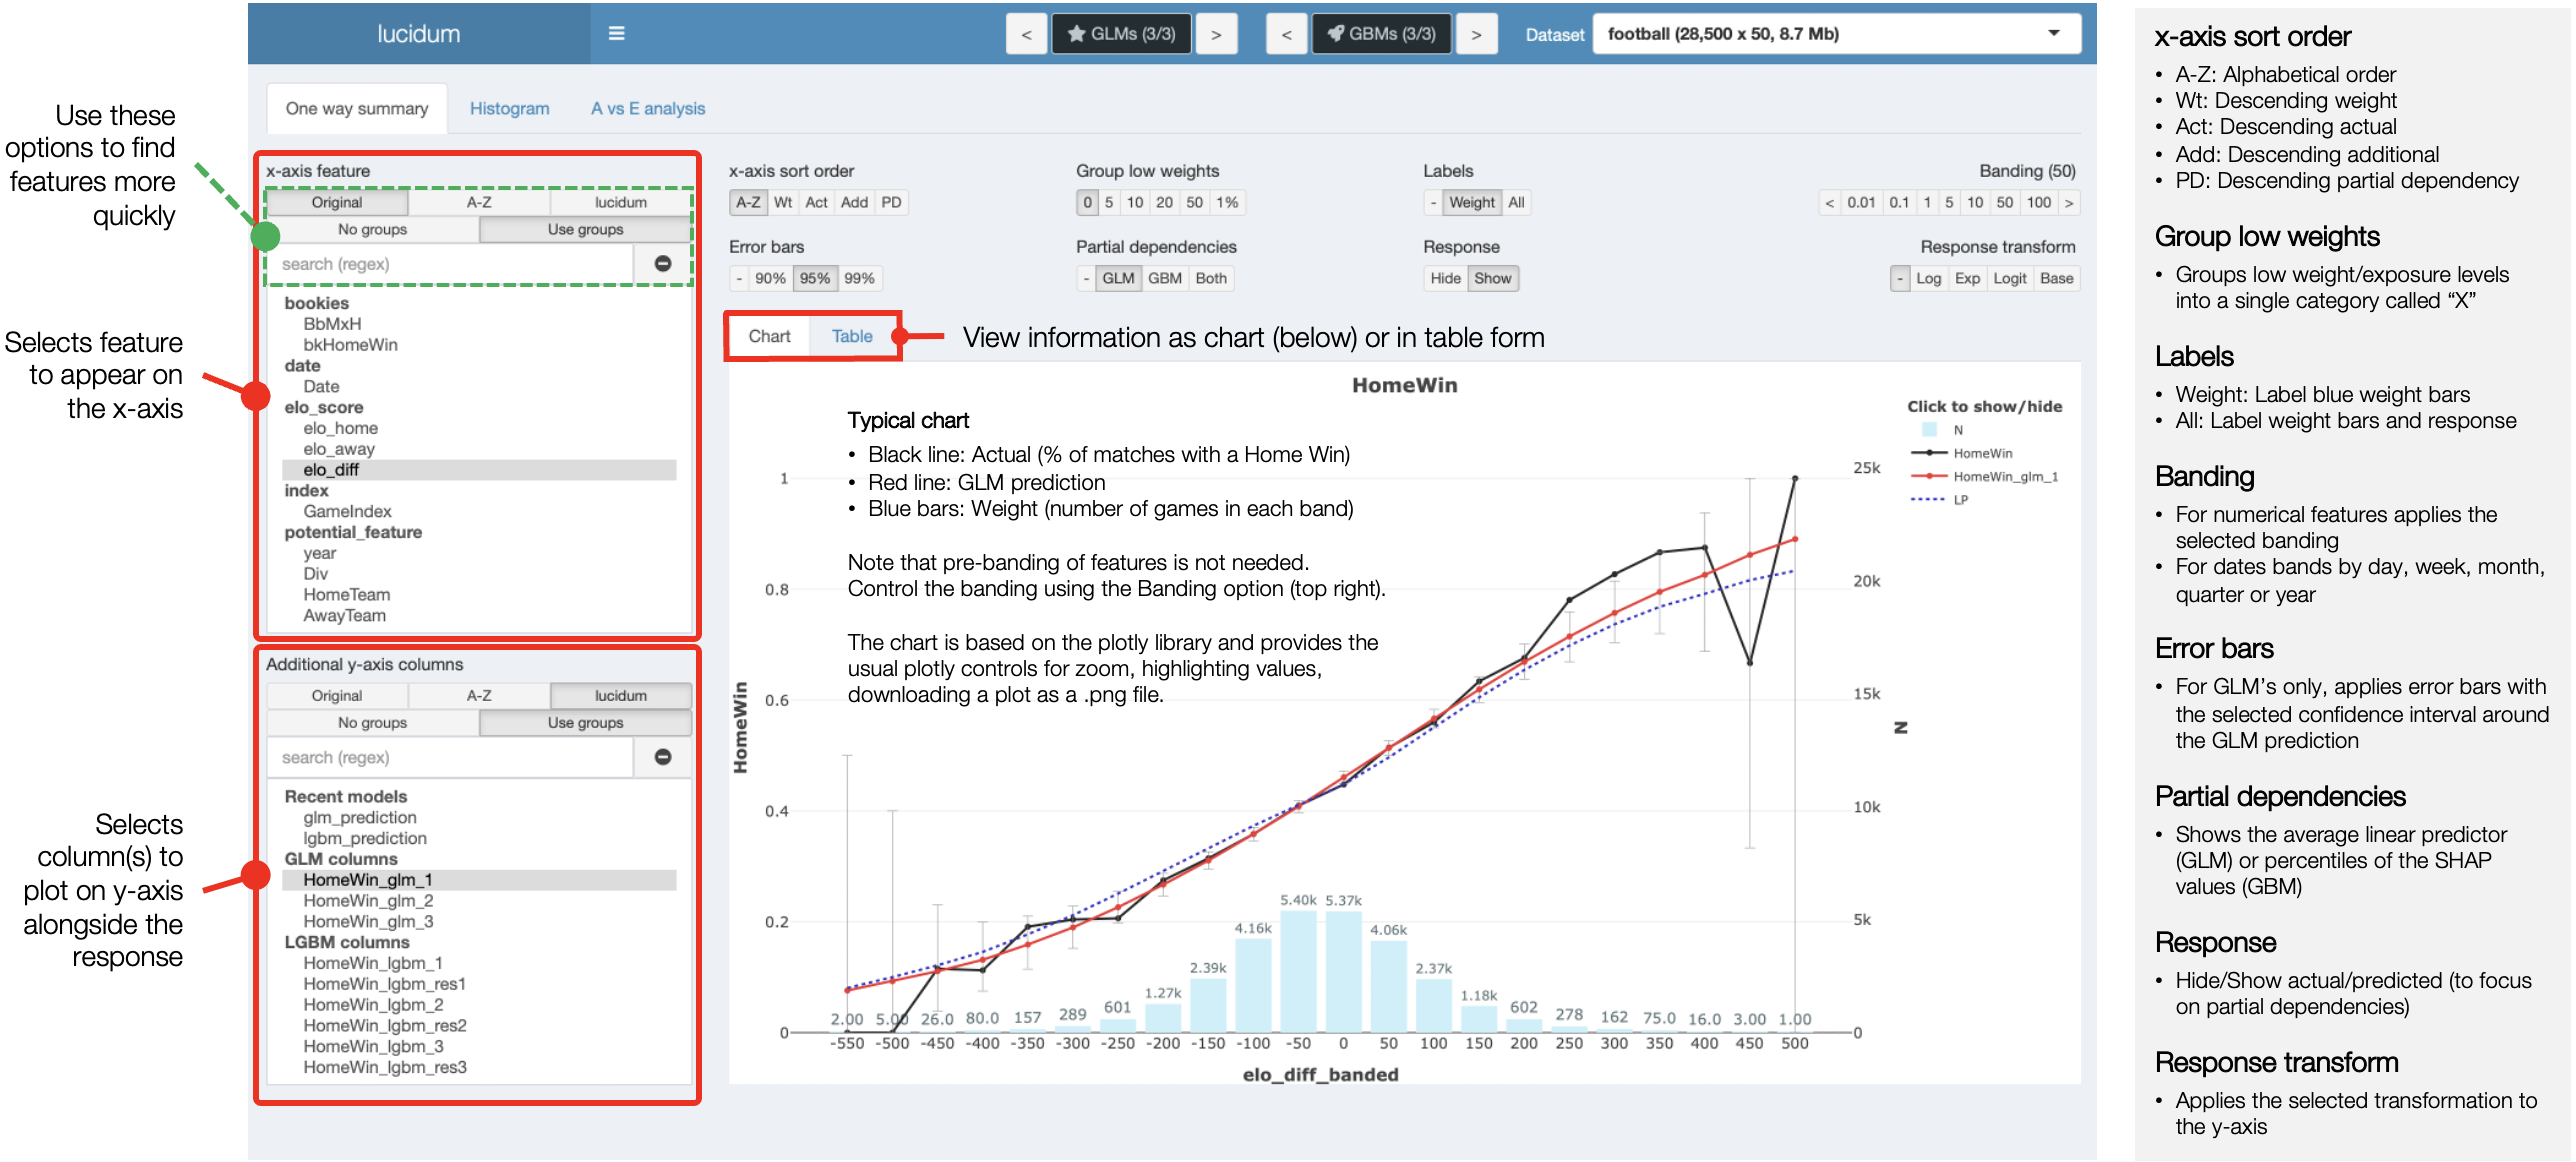 lucidum
<
GLMs (3/3)
>
<
GBMs (3/3)
>
Dataset
football (28,500 x 50, 8.7 Mb)
One way summary
Histogram
A vs E analysis
Use these
options to find
features more
quickly
Selects feature
to appear on
the x-axis
Selects
column(s) to
plot on y-axis
alongside the
response
x-axis feature
Original A-Z lucidum
No groups Use groups
search (regex)
bookies
BbMxH
bkHomeWin
date
Date
elo_score
elo_home
elo_away
elo_diff
index
GameIndex
potential_feature
year
Div
HomeTeam
AwayTeam
Additional y-axis columns
Original A-Z lucidum
No groups Use groups
search (regex)
Recent models
glm_prediction
lgbm_prediction
GLM columns
HomeWin_glm_1
HomeWin_glm_2
HomeWin_glm_3
LGBM columns
HomeWin_lgbm_1
HomeWin_lgbm_res1
HomeWin_lgbm_2
HomeWin_lgbm_res2
HomeWin_lgbm_3
HomeWin_lgbm_res3
x-axis sort order
A-Z Wt Act Add PD
Group low weights
0 5 10 20 50 1%
Labels
- Weight All
Banding (50)
< 0.01 0.1 1 5 10 50 100 >
Error bars
- 90% 95% 99%
Partial dependencies
- GLM GBM Both
Response
Hide Show
Response transform
- Log Exp Logit Base
Chart Table
View information as chart (below) or in table form
HomeWin
Typical chart
• Black line: Actual (% of matches with a Home Win)
• Red line: GLM prediction
• Blue bars: Weight (number of games in each band)
Note that pre-banding of features is not needed.
Control the banding using the Banding option (top right).
The chart is based on the plotly library and provides the
usual plotly controls for zoom, highlighting values,
downloading a plot as a .png file.
Click to show/hide
N
HomeWin
HomeWin_glm_1
LP
HomeWin
1
0.8
0.6
0.4
0.2
0
25k
20k
15k
10k
5k
0
N
2.00 5.00 26.0 80.0 157 289 601 1.27k 2.39k 4.16k 5.40k 5.37k 4.06k 2.37k 1.18k 602 278 162 75.0 16.0 3.00 1.00
-550 -500 -450 -400 -350 -300 -250 -200 -150 -100 -50 0 50 100 150 200 250 300 350 400 450 500
elo_diff_banded
x-axis sort order
• A-Z: Alphabetical order
• Wt: Descending weight
• Act: Descending actual
• Add: Descending additional
• PD: Descending partial dependency
Group low weights
• Groups low weight/exposure levels
into a single category called “X”
Labels
• Weight: Label blue weight bars
• All: Label weight bars and response
Banding
• For numerical features applies the
selected banding
• For dates bands by day, week, month,
quarter or year
Error bars
• For GLM’s only, applies error bars with
the selected confidence interval around
the GLM prediction
Partial dependencies
• Shows the average linear predictor
(GLM) or percentiles of the SHAP
values (GBM)
Response
• Hide/Show actual/predicted (to focus
on partial dependencies)
Response transform
• Applies the selected transformation to
the y-axis